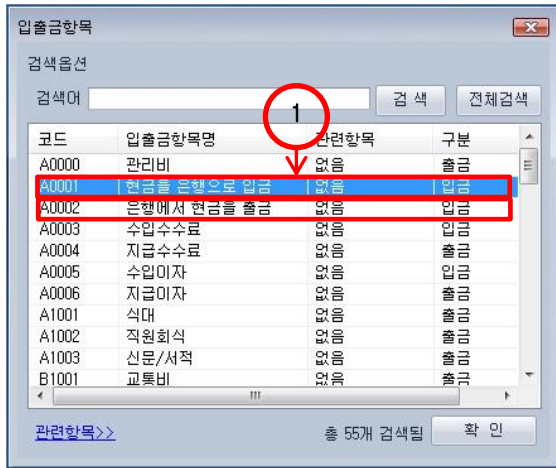 입출금항목
검색옵션
검색어 검 색 전체검색
1
코드 입출금항목명 관련항목 구분
A0000 관리비 없음 출금
A0001 현금을 은행으로 입금 없음 입금
A0002 은행에서 현금을 출금 없음 입금
A0003 수입수수료 없음 입금
A0004 지급수수료 없음 출금
A0005 수입이자 없음 입금
A0006 지급이자 없음 출금
A1001 식대 없음 출금
A1002 직원회식 없음 출금
A1003 신문/서적 없음 출금
B1001 교통비 없음 출금
관련항목>> 총 55개 검색됨 확 인